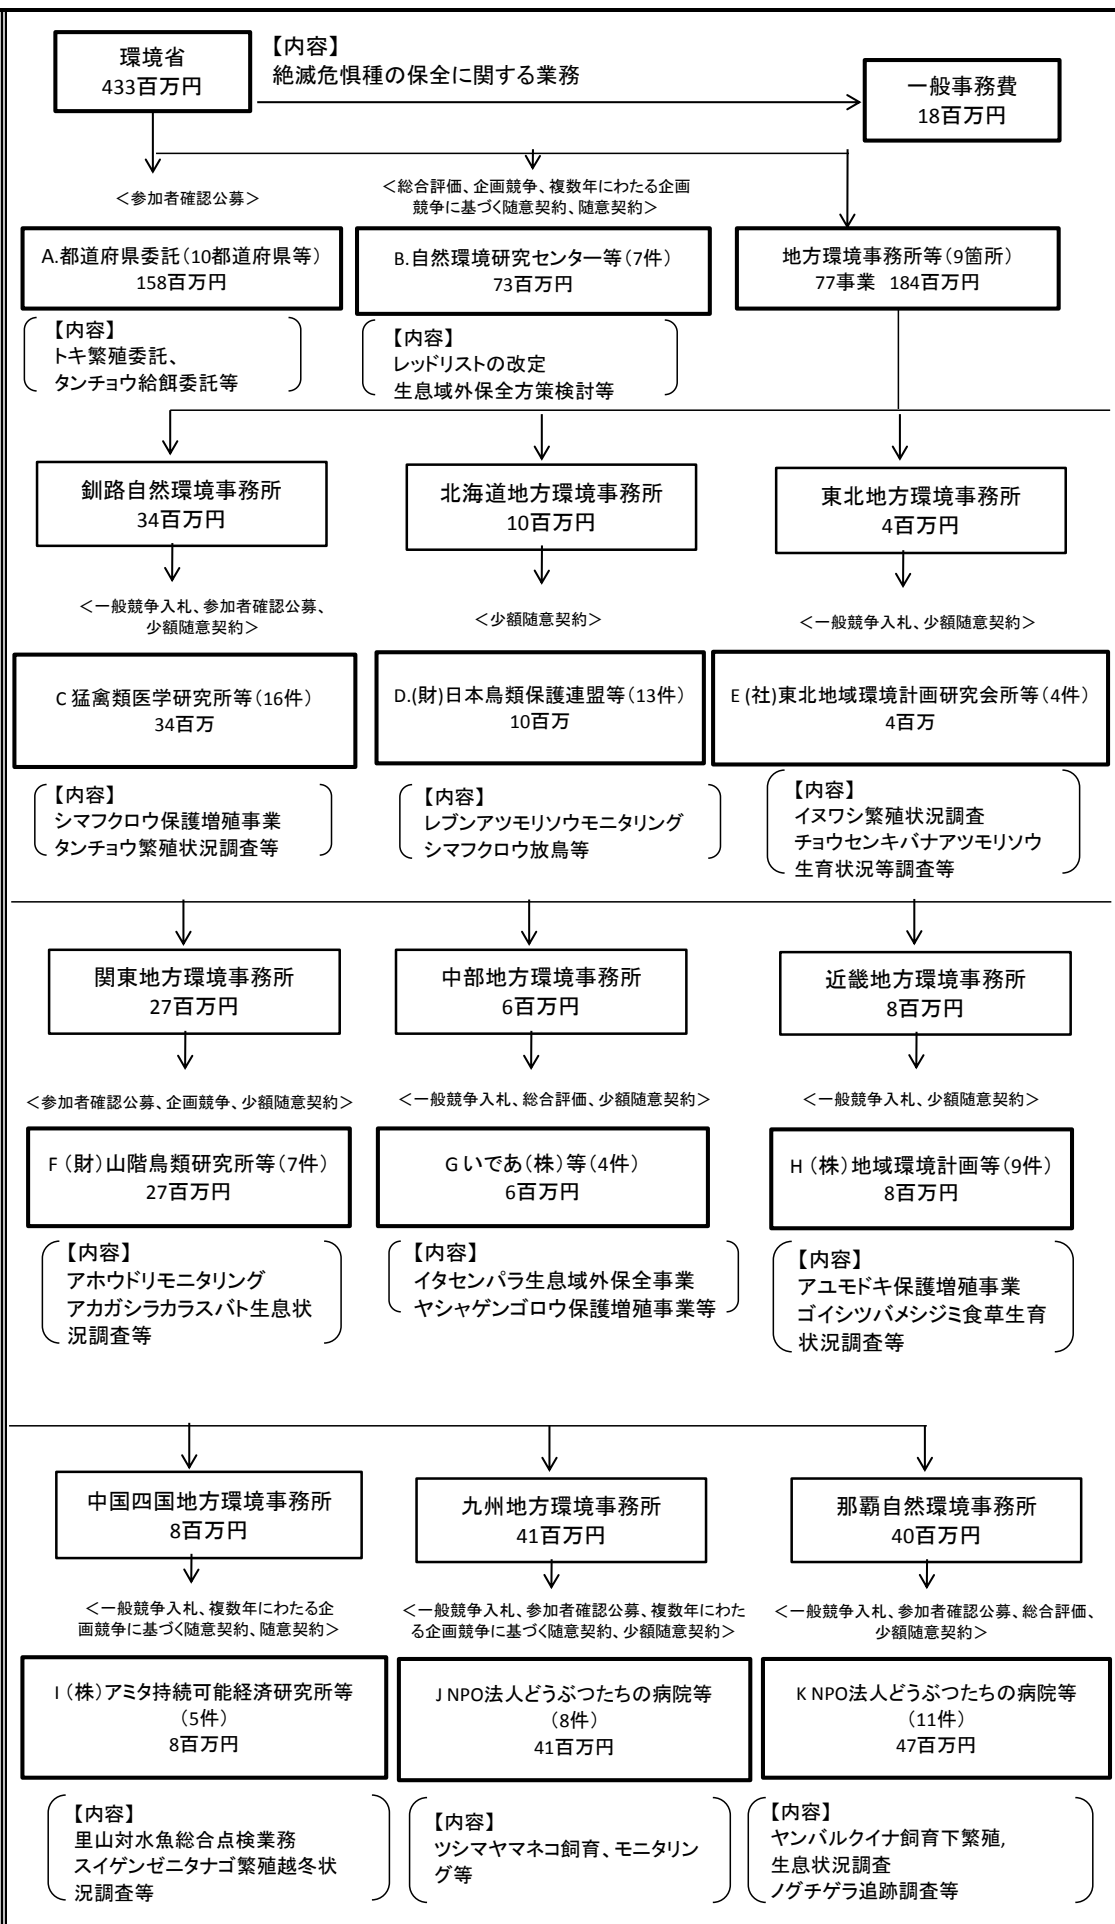 環境省
433百万円
【内容】
絶滅危惧種の保全に関する業務
一般事務費
18百万円
＜参加者確認公募＞
＜総合評価、企画競争、複数年にわたる企画
競争に基づく随意契約、随意契約＞
A.都道府県委託（10都道府県等）
158百万円
B.自然環境研究センター等（7件）
73百万円
地方環境事務所等（9箇所）
77事業 184百万円
【内容】
トキ繁殖委託、
タンチョウ給餌委託等
【内容】
レッドリストの改定
生息域外保全方策検討等
釧路自然環境事務所
34百万円
北海道地方環境事務所
10百万円
東北地方環境事務所
4百万円
＜一般競争入札、参加者確認公募、
少額随意契約＞
＜少額随意契約＞
＜一般競争入札、少額随意契約＞
C 猛禽類医学研究所等（16件）
34百万
D.(財)日本鳥類保護連盟等（13件）
10百万
E (社)東北地域環境計画研究会所等（4件）
4百万
【内容】
シマフクロウ保護増殖事業
タンチョウ繁殖状況調査等
【内容】
レブンアツモリソウモニタリング
シマフクロウ放鳥等
【内容】
イヌワシ繁殖状況調査
チョウセンキバナアツモリソウ
生育状況等調査等
関東地方環境事務所
27百万円
中部地方環境事務所
6百万円
近畿地方環境事務所
8百万円
＜参加者確認公募、企画競争、少額随意契約＞
＜一般競争入札、総合評価、少額随意契約＞
＜一般競争入札、少額随意契約＞
F （財）山階鳥類研究所等（7件）
27百万円
G いであ（株）等（4件）
6百万円
H （株）地域環境計画等（9件）
8百万円
【内容】
アホウドリモニタリング
アカガシラカラスバト生息状
況調査等
【内容】
イタセンパラ生息域外保全事業
ヤシャゲンゴロウ保護増殖事業等
【内容】
アユモドキ保護増殖事業
ゴイシツバメシジミ食草生育
状況調査等
中国四国地方環境事務所
8百万円
九州地方環境事務所
41百万円
那覇自然環境事務所
40百万円
＜一般競争入札、複数年にわたる企
画競争に基づく随意契約、随意契約＞
＜一般競争入札、参加者確認公募、複数年にわた
る企画競争に基づく随意契約、少額随意契約＞
＜一般競争入札、参加者確認公募、総合評価、
少額随意契約＞
I （株）アミタ持続可能経済研究所等
（5件）
8百万円
J NPO法人どうぶつたちの病院等
（8件）
41百万円
K NPO法人どうぶつたちの病院等
（11件）
47百万円
【内容】
里山対水魚総合点検業務
スイゲンゼニタナゴ繁殖越冬状
況調査等
【内容】
ツシマヤマネコ飼育、モニタリン
グ等
【内容】
ヤンバルクイナ飼育下繁殖,
生息状況調査
ノグチゲラ追跡調査等